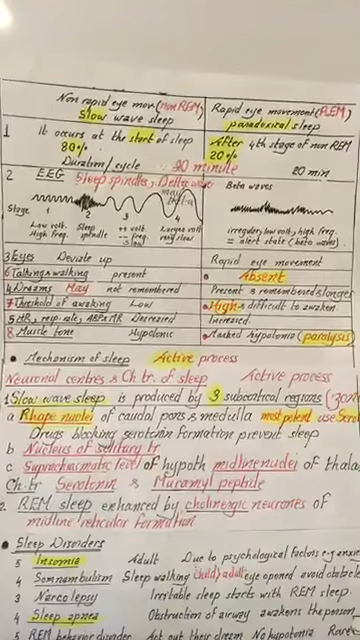 Non rapid eye mov. (non REM)
Slow wave sleep
Rapid eye movement (REM)
paradoxical sleep
1 It occurs at the start of sleep
80%
After 4th stage of non REM
20%
Duration / cycle 90 minute
20 min
2 EEG Sleep spindles, Delta wave
Beta waves
Stage 1 2 3 4
Low volt. High freq.
Sleep spindle
++ volt - freq. slow
Largest volt very slow
irregular, low volt, high freq.
= alert state (beta waves)
3 Eyes Deviate up
Rapid eye movement
6 Talking & walking present
Absent
4 Dreams May not remembered
Present & remembered & longer
7 Threshold of awaking Low
High & difficult to awaken
5 HR, resp. rate, ABP & MR Decreased
Increased
8 Muscle tone Hypotonic
Marked hypotonia (paralysis)
• Mechanism of sleep Active process
Neuronal centres & Ch. tr. of sleep Active process
1 Slow wave sleep is produced by 3 subcortical regions
a Rhape nuclei of caudal pons & medulla most potent use
Drugs blocking serotonin formation prevent sleep
b Nucleus of solitary tr
c Suprachiasmatic level of hypoth midline nuclei of thala
Ch. tr Serotonin & Muramyl peptide
2 REM sleep enhanced by cholinergic neurones of
midline reticular formation
• Sleep Disorders
5 Insomia Adult Due to psychological factors e.g anxie
4 Somnambulism Sleep walking (child) adult eye opened avoid obstacle
3 Narcolepsy Irristable sleep starts with REM sleep
4 Sleep apnea Obstruction of airway awakens the person
5 REM behavior disorder Act out their dream No hypotonia